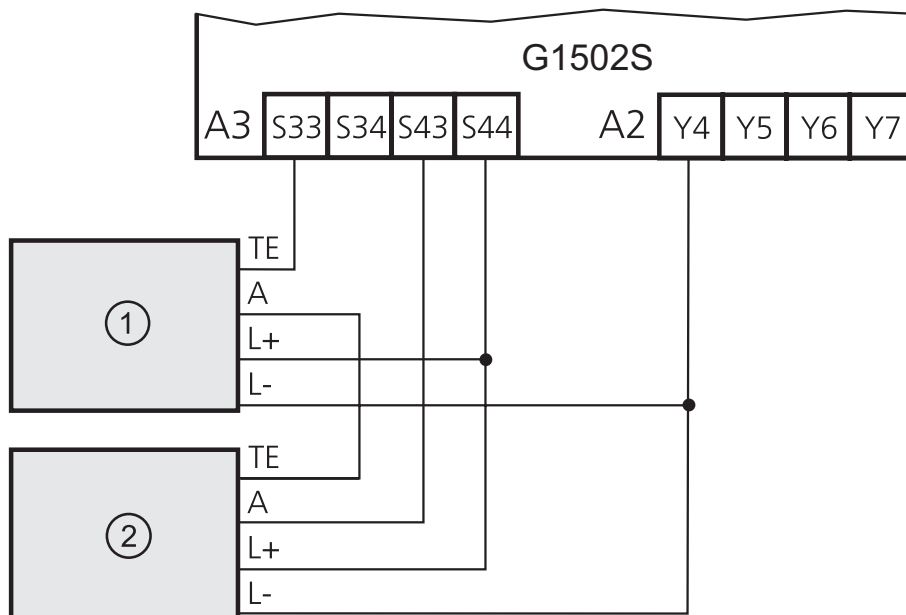 G1502S
A3 S33 S34 S43 S44 A2 Y4 Y5 Y6 Y7
TE
A
1
L+
L-
TE
A
2
L+
L-